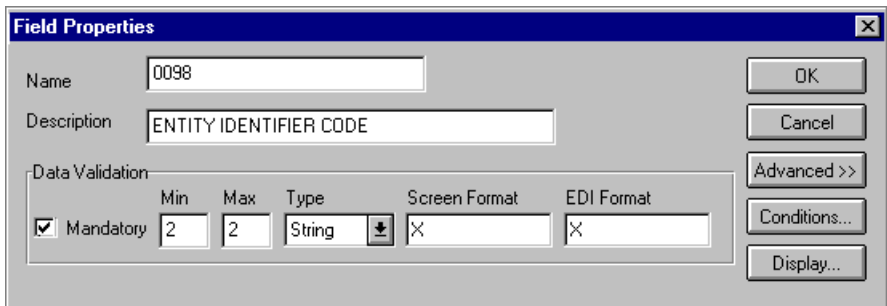 Field Properties
Name
0098
OK
Description
ENTITY IDENTIFIER CODE
Cancel
Data Validation
Advanced >>
Min Max Type Screen Format EDI Format
Mandatory 2 2 String X X
Conditions...
Display...